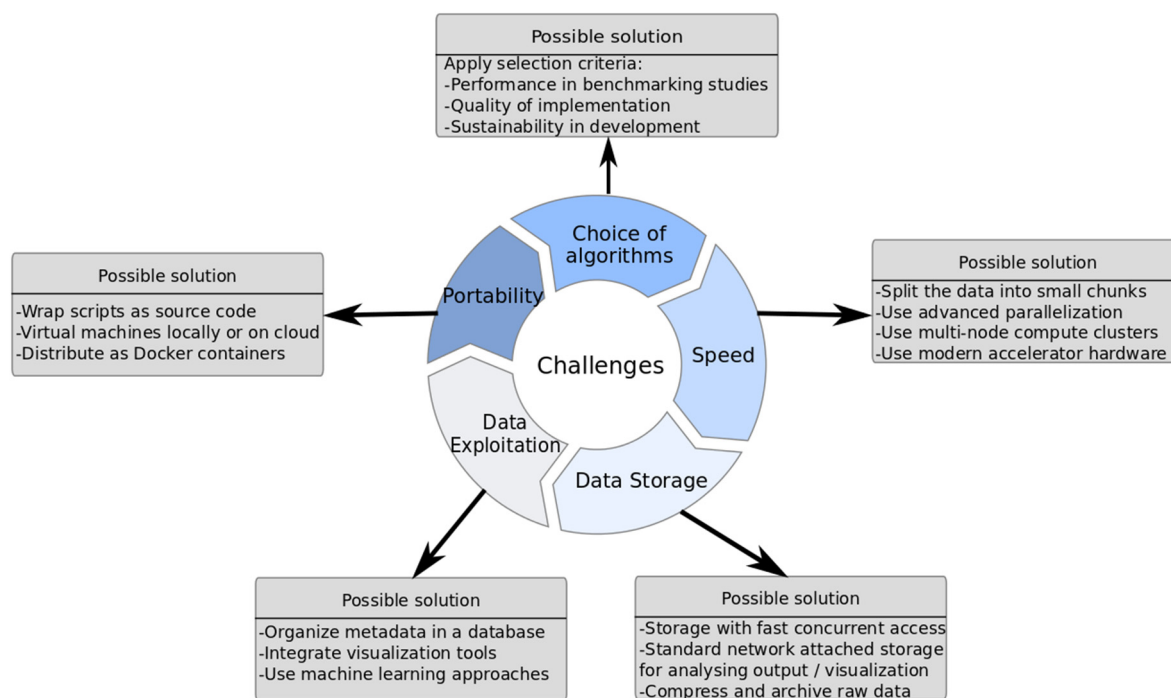 Possible solution
Apply selection criteria:
-Performance in benchmarking studies
-Quality of implementation
-Sustainability in development
Choice of
algorithms
Portability
Challenges
Speed
Data
Exploitation
Data Storage
Possible solution
-Wrap scripts as source code
-Virtual machines locally or on cloud
-Distribute as Docker containers
Possible solution
-Split the data into small chunks
-Use advanced parallelization
-Use multi-node compute clusters
-Use modern accelerator hardware
Possible solution
-Organize metadata in a database
-Integrate visualization tools
-Use machine learning approaches
Possible solution
-Storage with fast concurrent access
-Standard network attached storage
for analysing output / visualization
-Compress and archive raw data